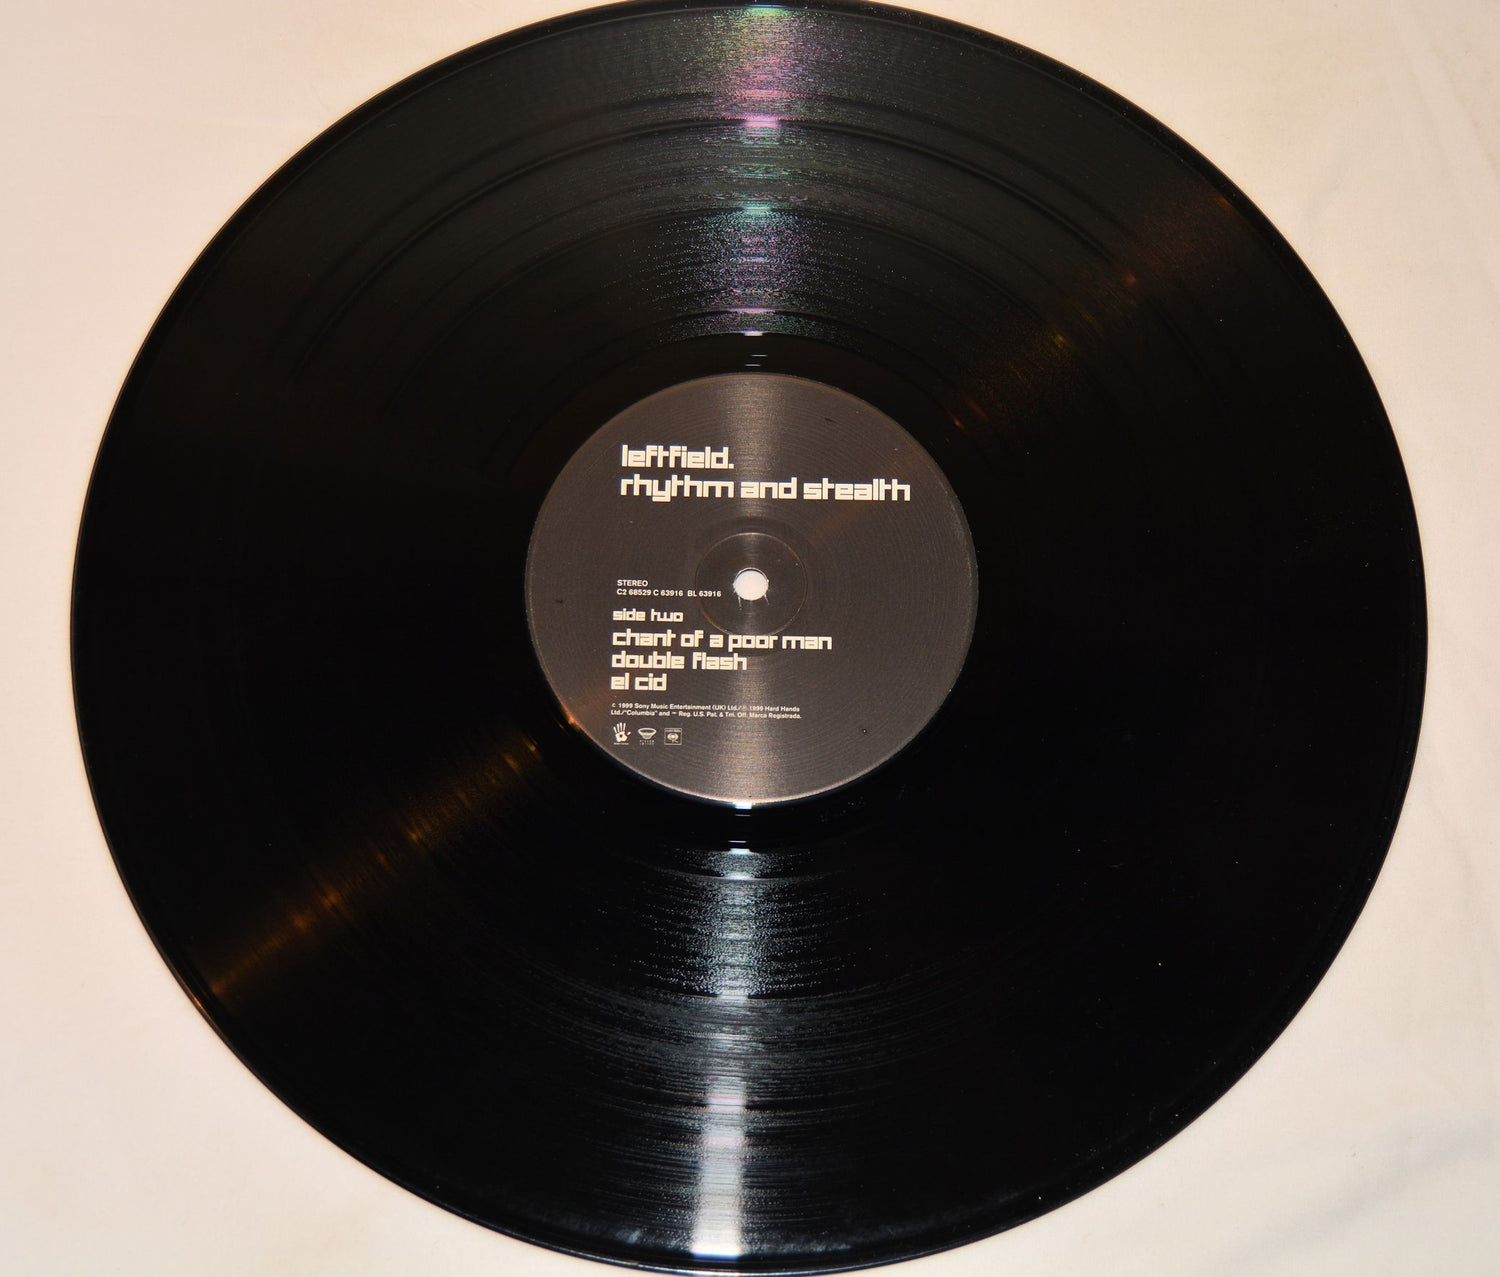 leftfield.
rhythm and stealth
STEREO
C2 68529 C 63916 BL 63916
side two
chant of a poor man
double flash
el cid
© 1999 Sony Music Entertainment (UK) Ltd./℗ 1999 Hard Hands
Ltd./"Columbia" and Reg. U.S. Pat. & Tm. Off. Marca Registrada.